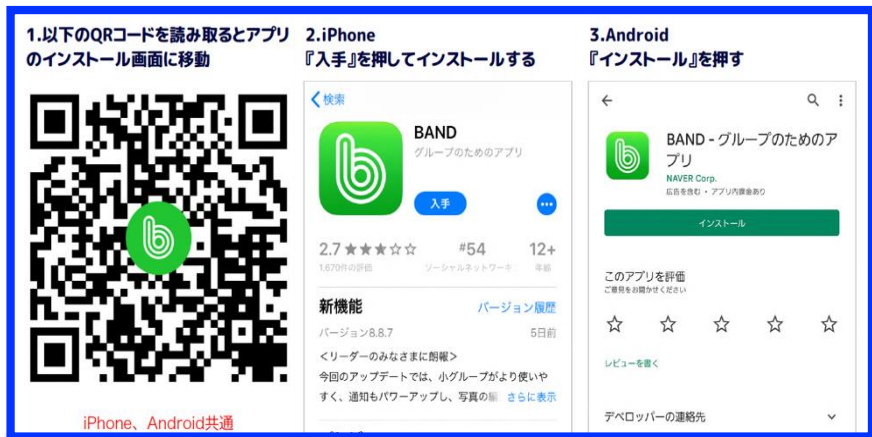 1.以下のQRコードを読み取るとアプリ
のインストール画面に移動
iPhone、Android共通
2.iPhone
『入手』を押してインストールする
検索
BAND
グループのためのアプリ
入手
2.7★★★☆☆
#54
12+
1,670件の評価
ソーシャルネットワーキ
年齢
新機能
バージョン履歴
バージョン8.8.7
5日前
<リーダーのみなさまに朗報>
今回のアップデートでは、小グループがより使いや
すく、通知もパワーアップし、写真の
さらに表示
3.Android
『インストール』を押す
BAND - グループのためのア
プリ
NAVER Corp.
広告を含む・アプリ内課金あり
インストール
このアプリを評価
ご意見をお聞かせください
レビューを書く
デベロッパーの連絡先